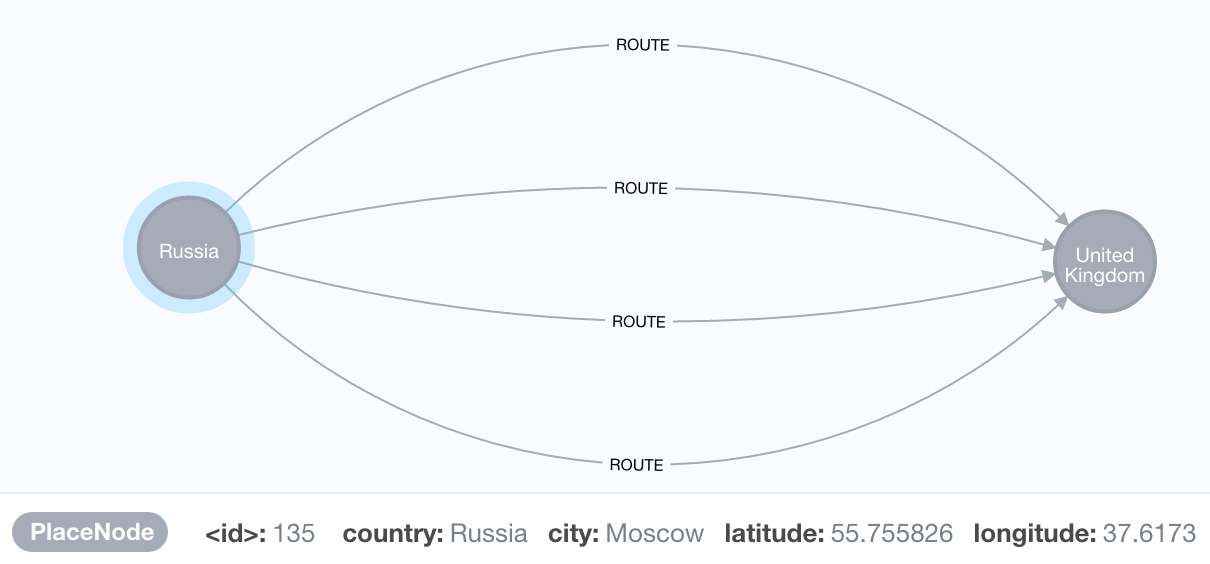 ROUTE
ROUTE
Russia
United
Kingdom
ROUTE
ROUTE
PlaceNode <id>: 135 country: Russia city: Moscow latitude: 55.755826 longitude: 37.6173